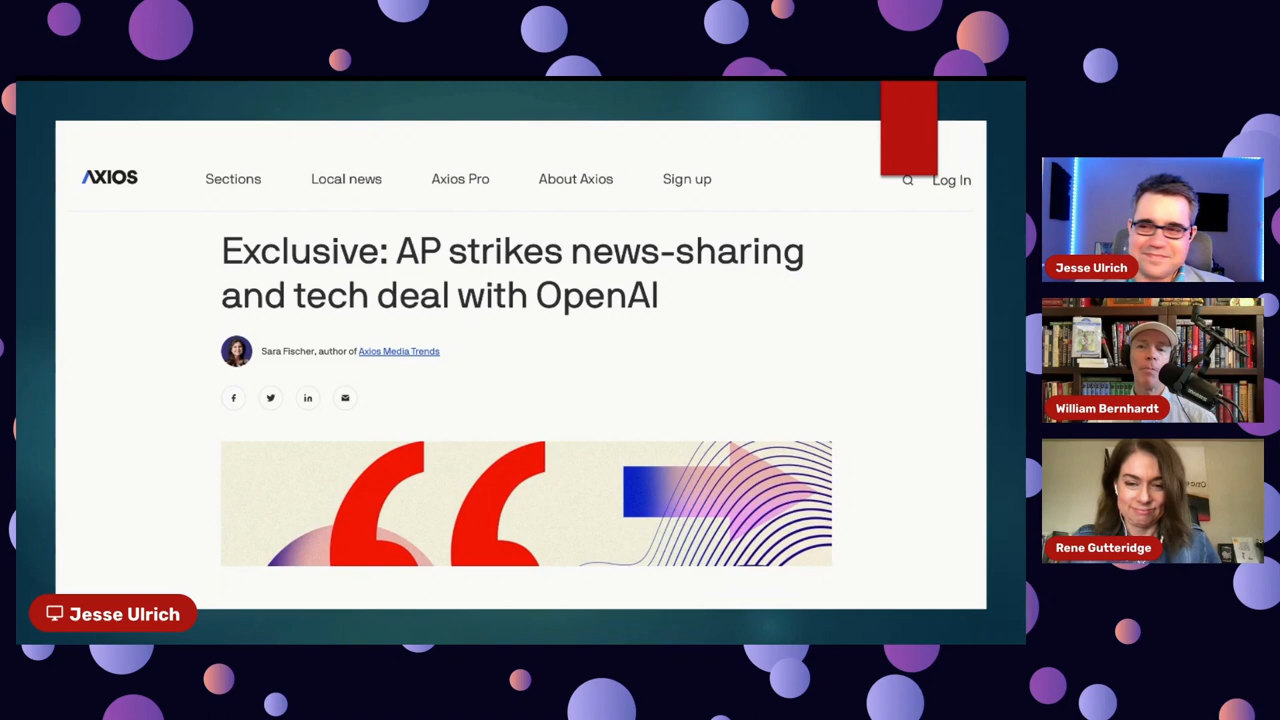 AXIOS
Sections Local news Axios Pro About Axios Sign up Log In
Exclusive: AP strikes news-sharing
and tech deal with OpenAI
Sara Fischer, author of Axios Media Trends
Jesse Ulrich
Jesse Ulrich
William Bernhardt
Rene Gutteridge